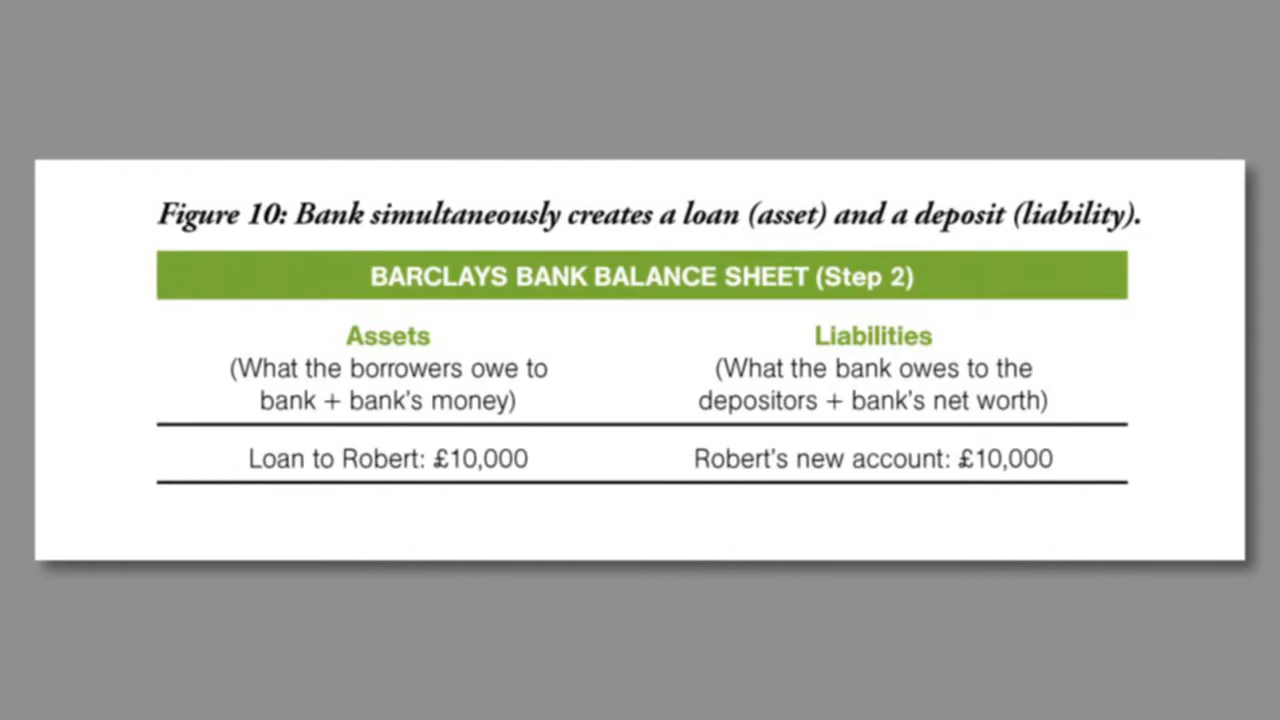 Figure 10: Bank simultaneously creates a loan (asset) and a deposit (liability).
BARCLAYS BANK BALANCE SHEET (Step 2)
Assets
(What the borrowers owe to
bank + bank's money)
Liabilities
(What the bank owes to the
depositors + bank's net worth)
Loan to Robert: £10,000
Robert's new account: £10,000